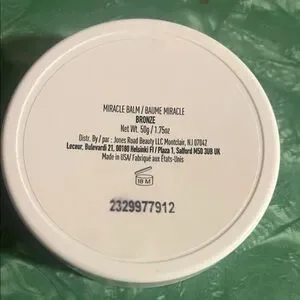 MIRACLE BALM / BAUME MIRACLE
BRONZE
Net Wt. 50g / 1.75oz
Distr. By / par : Jones Road Beauty LLC Montclair, NJ 07042
Lecour, Bulevardi 21, 00180 Helsinki FI / Plaza 1, Salford M50 3UB UK
Made in USA/ Fabriqué aux États-Unis
18 M
2329977912